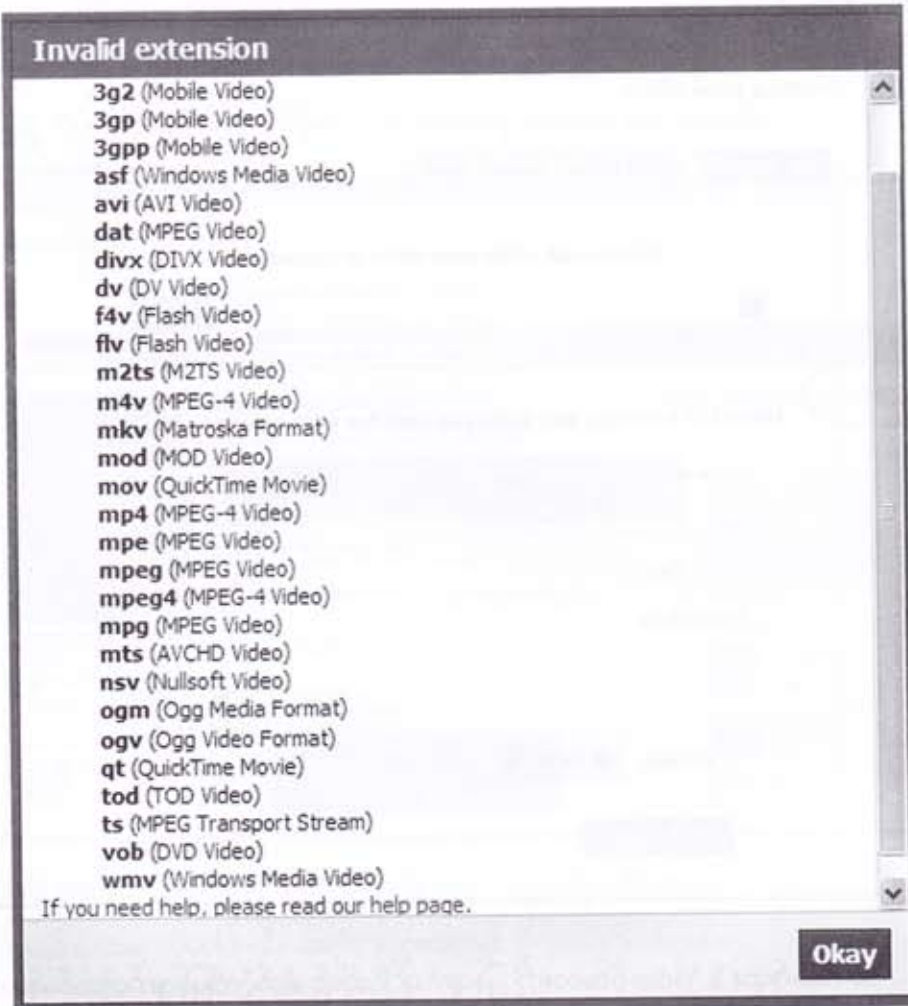 Invalid extension
3g2 (Mobile Video)
3gp (Mobile Video)
3gpp (Mobile Video)
asf (Windows Media Video)
avi (AVI Video)
dat (MPEG Video)
divx (DIVX Video)
dv (DV Video)
f4v (Flash Video)
flv (Flash Video)
m2ts (M2TS Video)
m4v (MPEG-4 Video)
mkv (Matroska Format)
mod (MOD Video)
mov (QuickTime Movie)
mp4 (MPEG-4 Video)
mpe (MPEG Video)
mpeg (MPEG Video)
mpeg4 (MPEG-4 Video)
mpg (MPEG Video)
mts (AVCHD Video)
nsv (Nullsoft Video)
ogm (Ogg Media Format)
ogv (Ogg Video Format)
qt (QuickTime Movie)
tod (TOD Video)
ts (MPEG Transport Stream)
vob (DVD Video)
wmv (Windows Media Video)
If you need help, please read our help page.
Okay